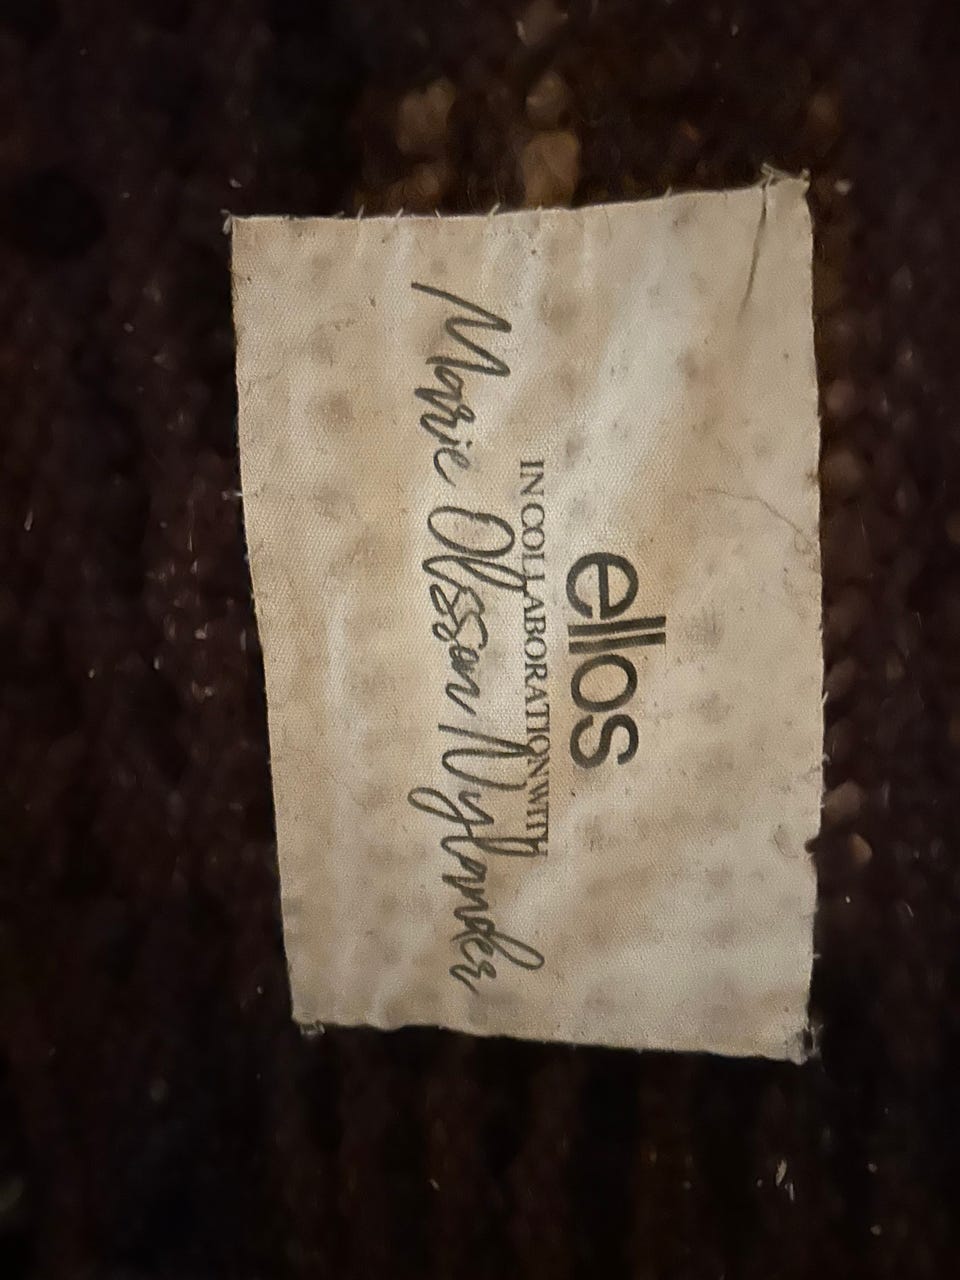 ellos
IN COLLABORATION WITH
Marie Olsson Nylander